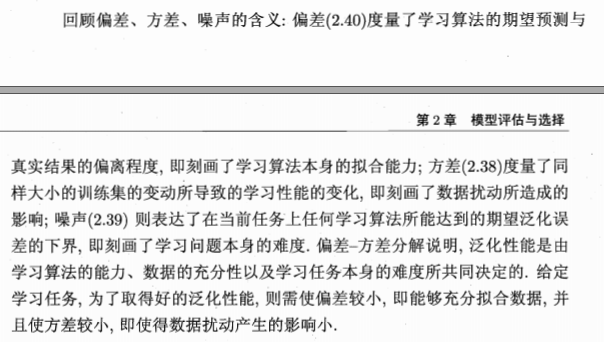 回顾偏差、方差、噪声的含义: 偏差(2.40)度量了学习算法的期望预测与
第 2 章 模型评估与选择
真实结果的偏离程度, 即刻画了学习算法本身的拟合能力; 方差(2.38)度量了同
样大小的训练集的变动所导致的学习性能的变化, 即刻画了数据扰动所造成的
影响; 噪声(2.39) 则表达了在当前任务上任何学习算法所能达到的期望泛化误
差的下界, 即刻画了学习问题本身的难度. 偏差–方差分解说明, 泛化性能是由
学习算法的能力、数据的充分性以及学习任务本身的难度所共同决定的. 给定
学习任务, 为了取得好的泛化性能, 则需使偏差较小, 即能够充分拟合数据, 并
且使方差较小, 即使得数据扰动产生的影响小.